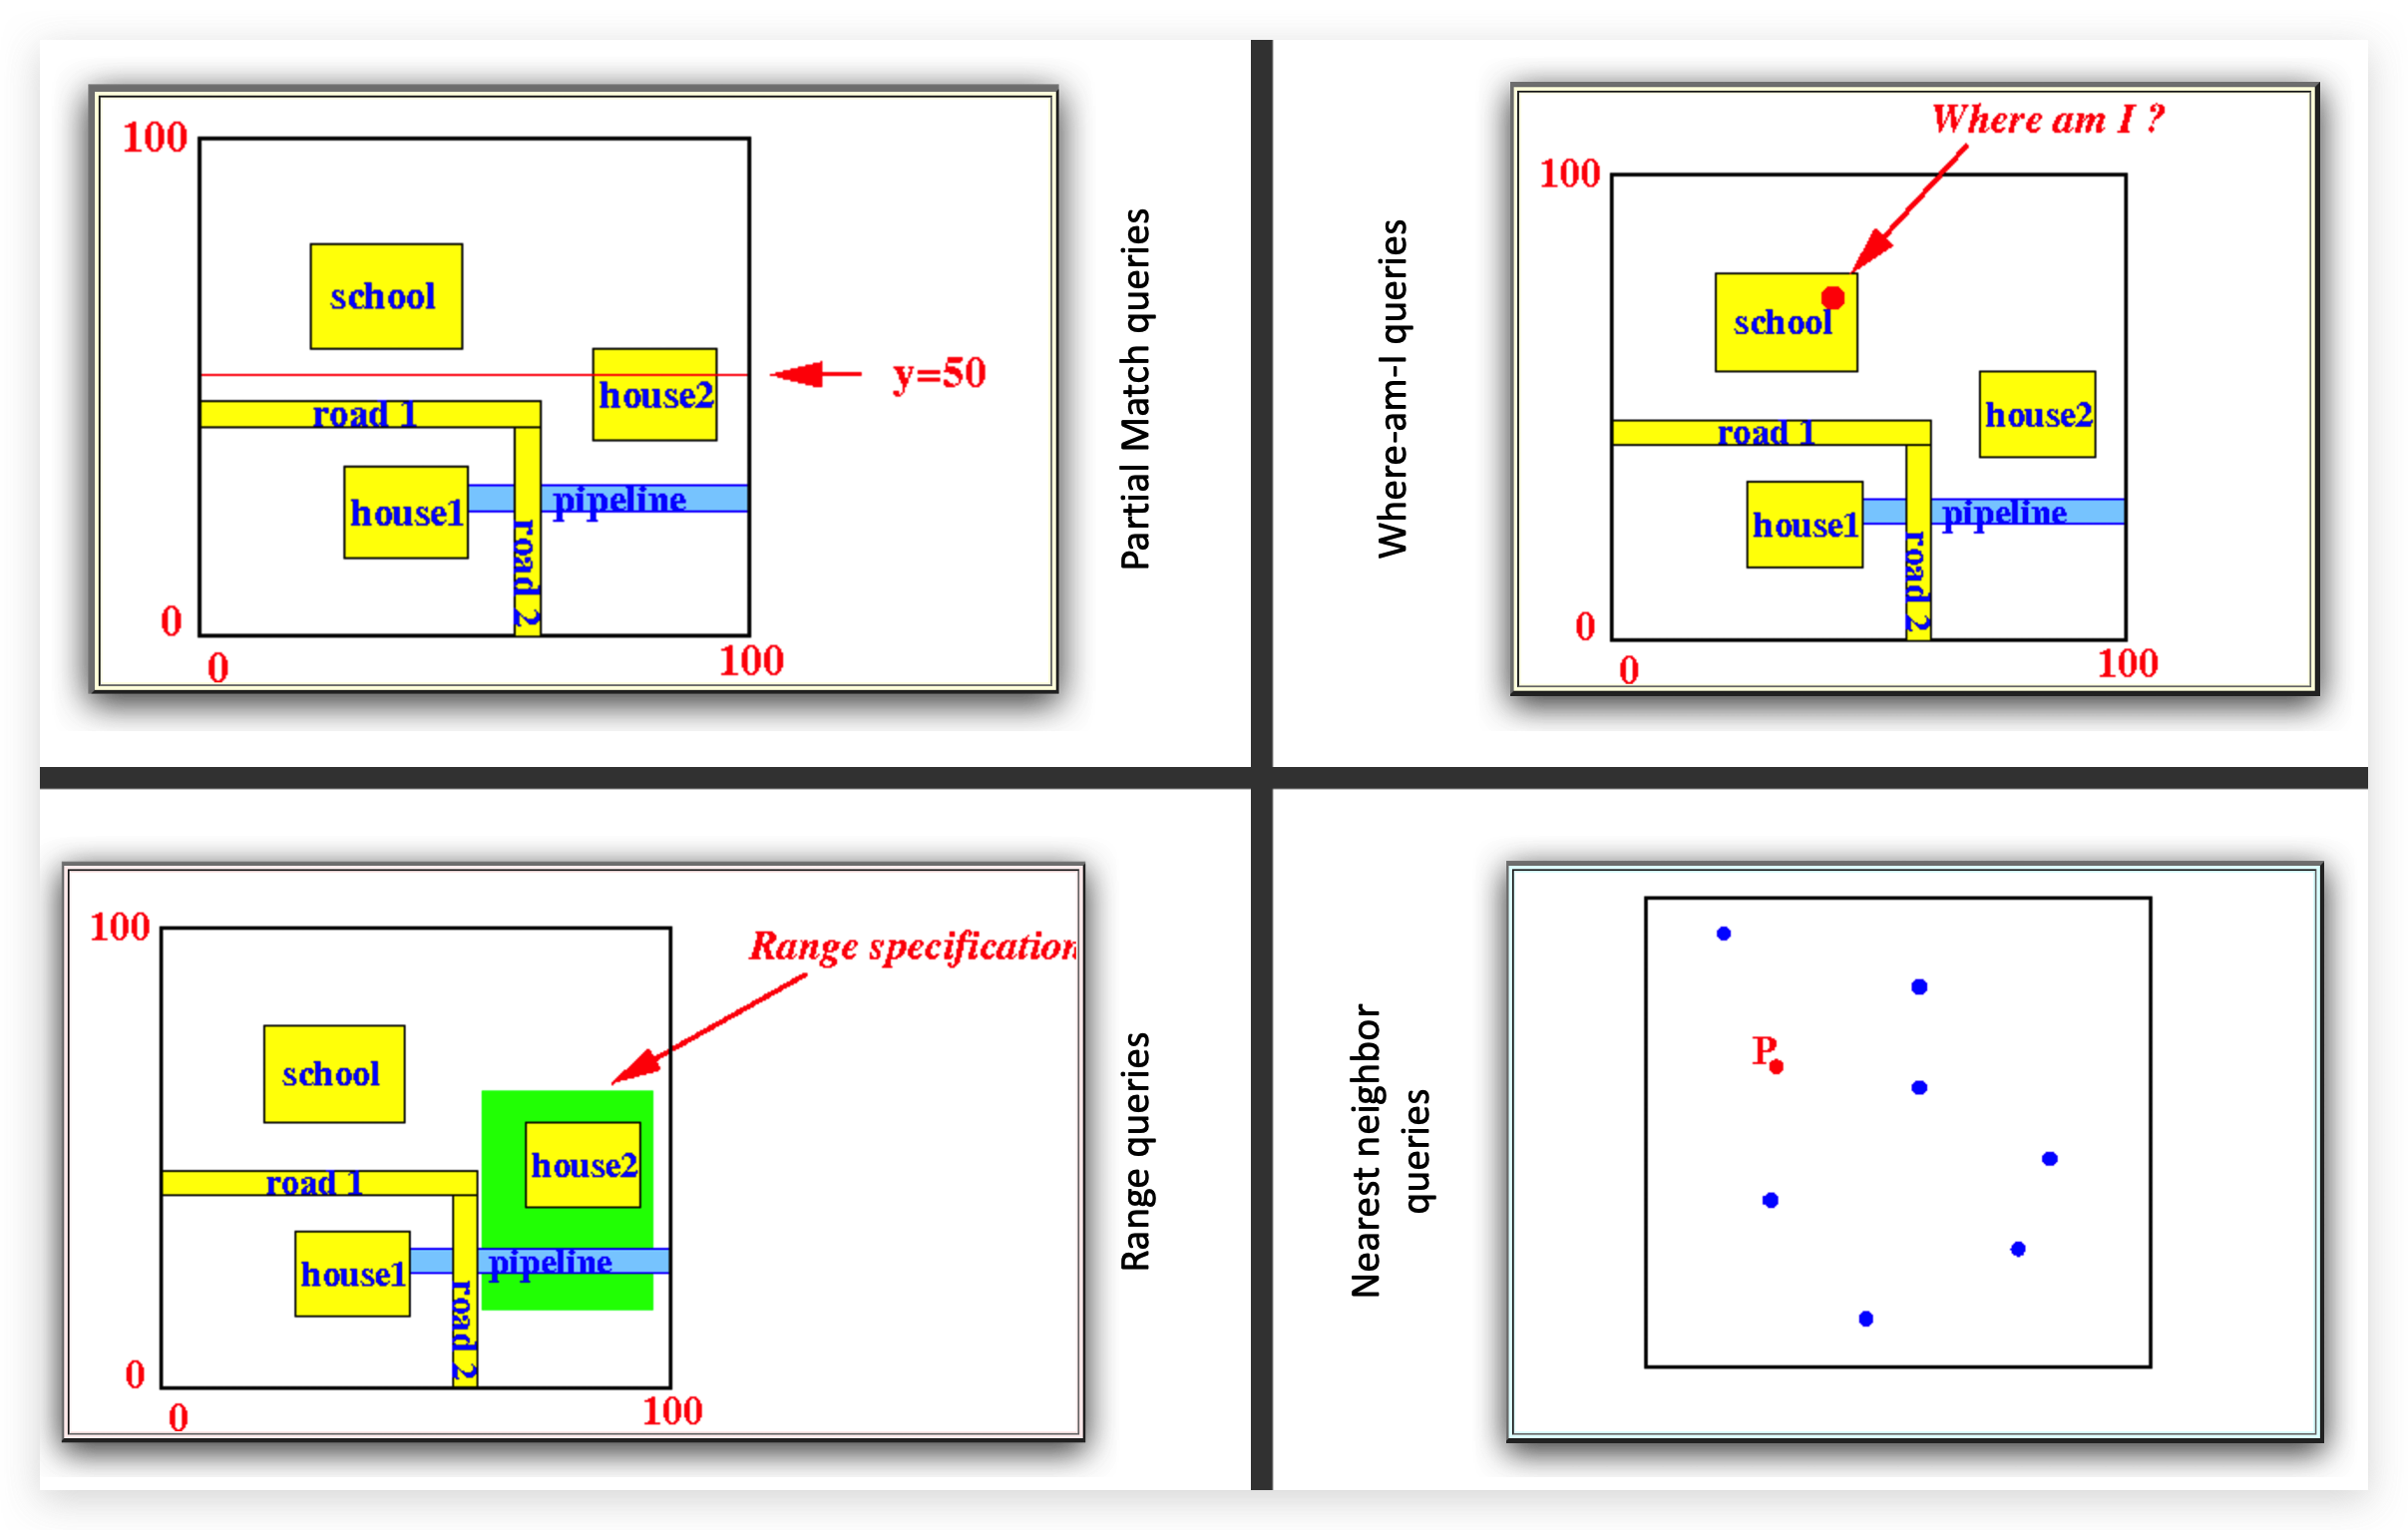 100
school
y=50
house2
road 1
pipeline
house1
road 2
0
0
100
Partial Match queries
Where-am-I queries
Where am I ?
100
school
house2
road 1
pipeline
house1
road 2
0
0
100
100
Range specification
school
house2
road 1
pipeline
house1
road 2
0
0
100
Range queries
Nearest neighbor
queries
P